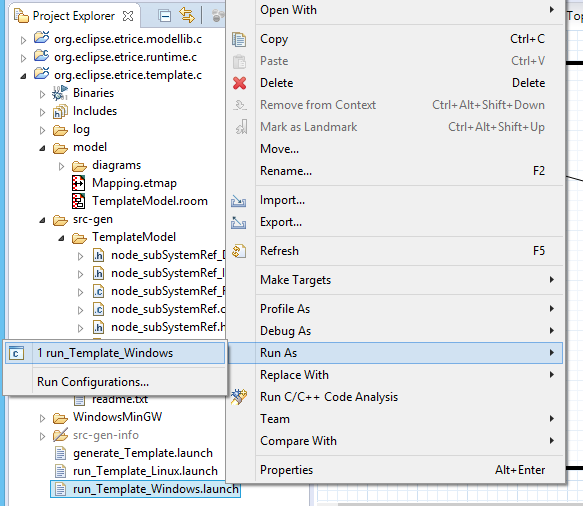 Project Explorer
org.eclipse.etrice.modellib.c
org.eclipse.etrice.runtime.c
org.eclipse.etrice.template.c
Binaries
Includes
log
model
diagrams
Mapping.etmap
TemplateModel.room
src-gen
TemplateModel
node_subSystemRef_
node_subSystemRef_
node_subSystemRef_
node_subSystemRef.c
node_subSystemRef.h
readme.txt
WindowsMinGW
src-gen-info
generate_Template.launch
run_Template_Linux.launch
run_Template_Windows.launch
1 run_Template_Windows
Run Configurations...
Open With
Copy Ctrl+C
Paste Ctrl+V
Delete Delete
Remove from Context Ctrl+Alt+Shift+Down
Mark as Landmark Ctrl+Alt+Shift+Up
Move...
Rename... F2
Import...
Export...
Refresh F5
Make Targets
Profile As
Debug As
Run As
Replace With
Run C/C++ Code Analysis
Team
Compare With
Properties Alt+Enter
Top